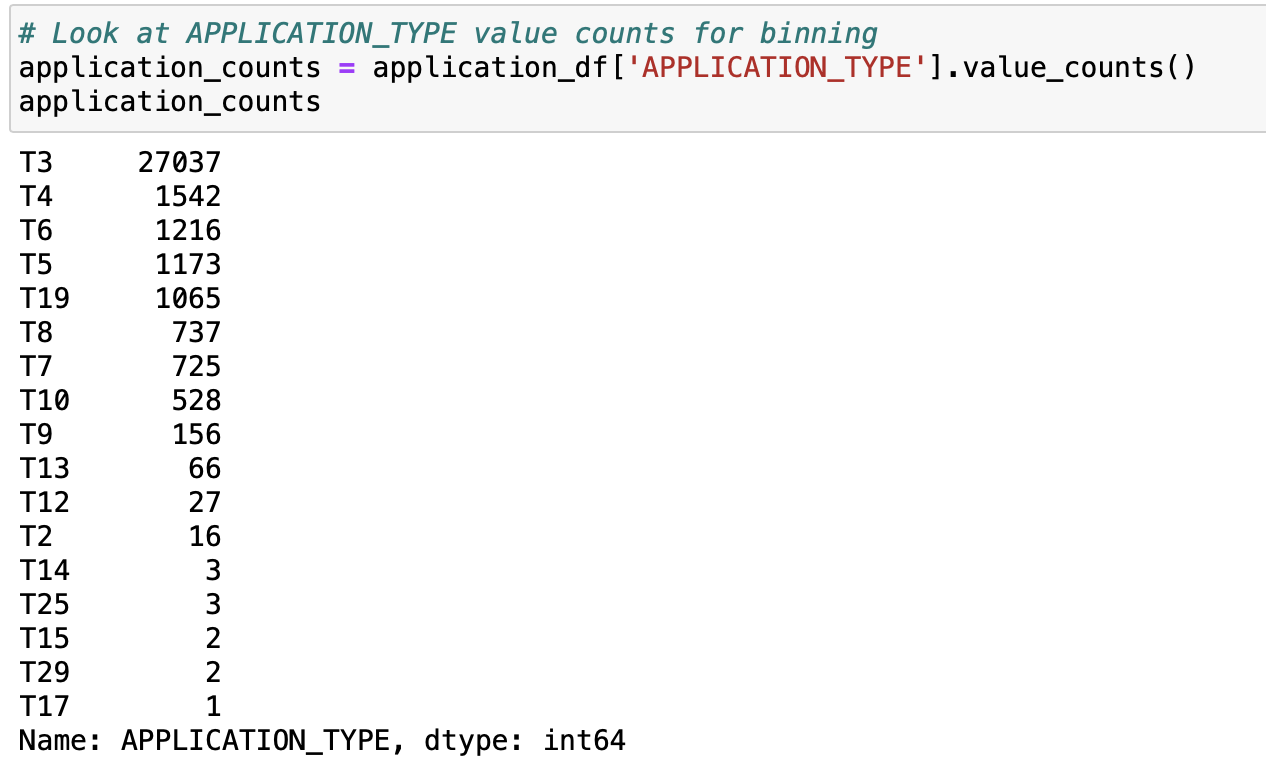 # Look at APPLICATION_TYPE value counts for binning
application_counts = application_df['APPLICATION_TYPE'].value_counts()
application_counts
T3 27037
T4 1542
T6 1216
T5 1173
T19 1065
T8 737
T7 725
T10 528
T9 156
T13 66
T12 27
T2 16
T14 3
T25 3
T15 2
T29 2
T17 1
Name: APPLICATION_TYPE, dtype: int64